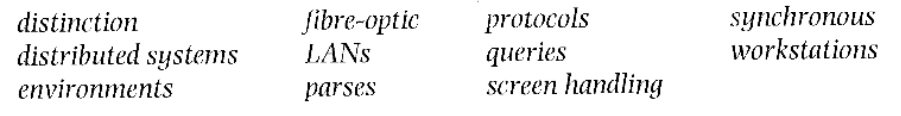 distinction fibre-optic protocols synchronous
distributed systems LANs queries workstations
environments parses screen handling